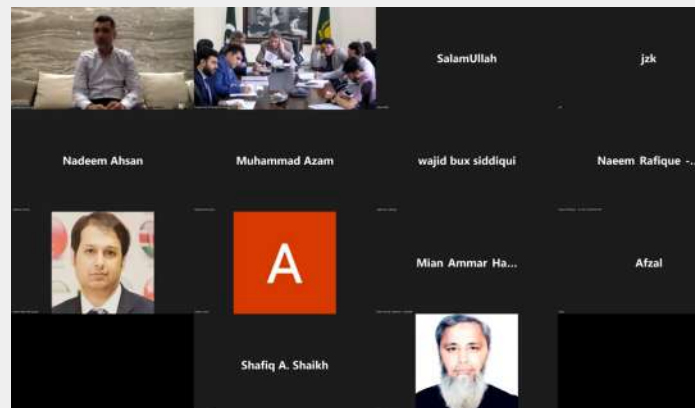 SalamUllah
jzk
Nadeem Ahsan
Muhammad Azam
wajid bux siddiqui
Naeem Rafique -...
A
Mian Ammar Ha...
Afzal
Shafiq A. Shaikh